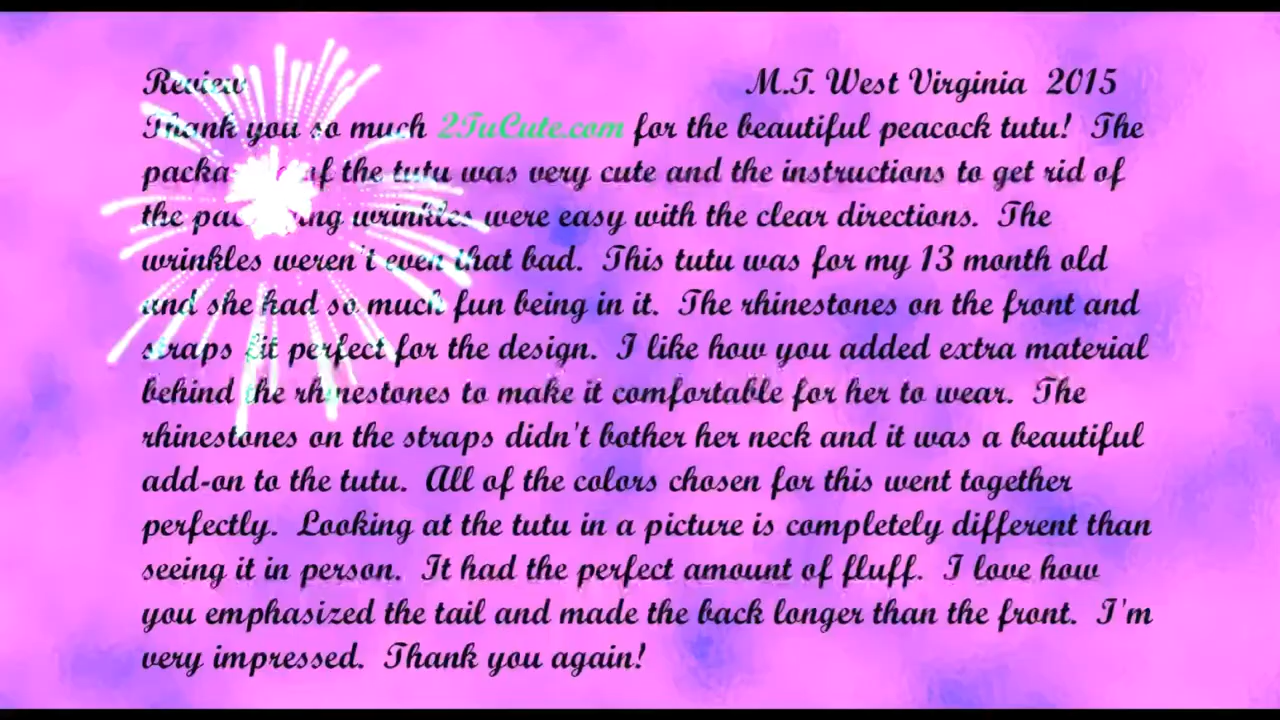 Review M.T. West Virginia 2015
Thank you so much 2TuCute.com for the beautiful peacock tutu! The
of the tutu was very cute and the instructions to get rid of
the packaging wrinkles were easy with the clear directions. The
wrinkles weren't even that bad. This tutu was for my 13 month old
and she had so much fun being in it. The rhinestones on the front and
straps fit perfect for the design. I like how you added extra material
behind the rhinestones to make it comfortable for her to wear. The
rhinestones on the straps didn't bother her neck and it was a beautiful
add-on to the tutu. All of the colors chosen for this went together
perfectly. Looking at the tutu in a picture is completely different than
seeing it in person. It had the perfect amount of fluff. I love how
you emphasized the tail and made the back longer than the front. I'm
very impressed. Thank you again!